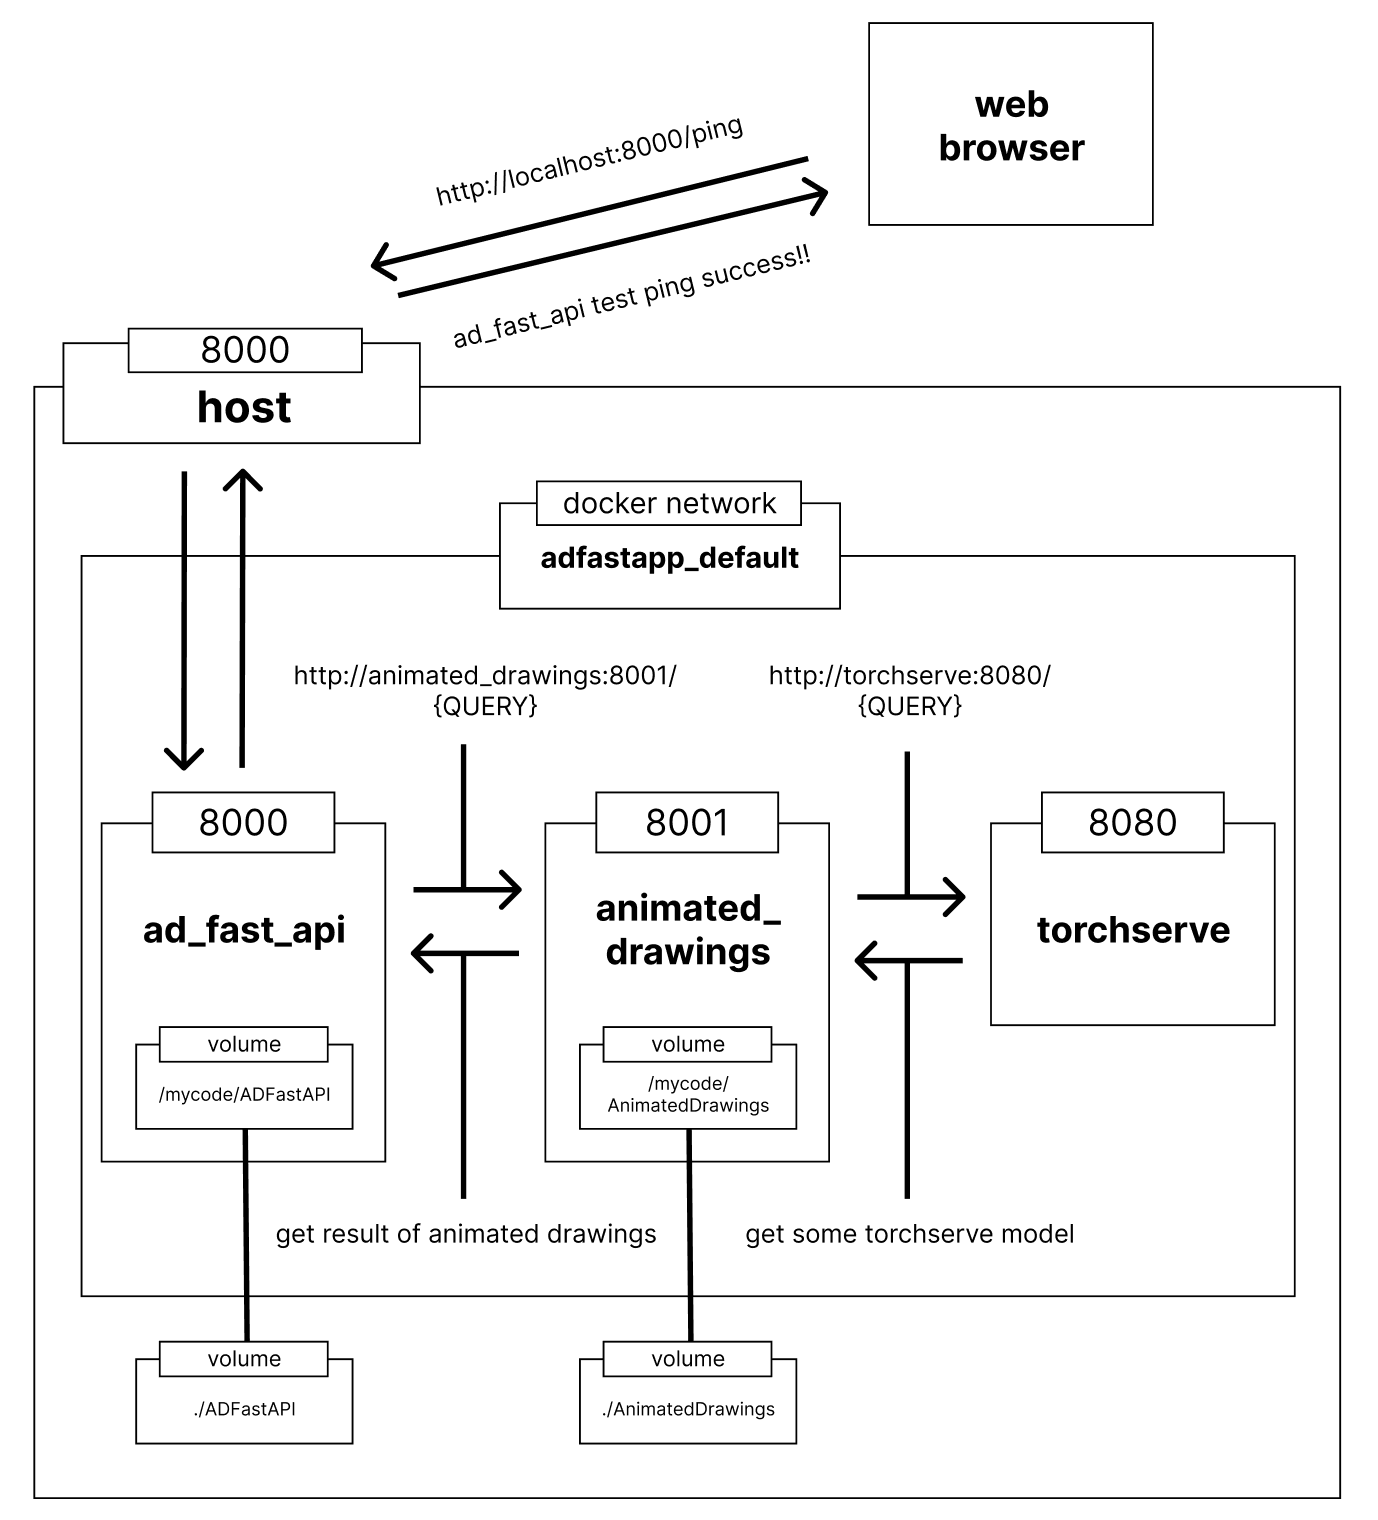 web
browser
http://localhost:8000/ping
ad_fast_api test ping success!!
8000
host
docker network
adfastapp_default
http://animated_drawings:8001/
{QUERY}
http://torchserve:8080/
{QUERY}
8000
ad_fast_api
8001
animated_
drawings
8080
torchserve
volume
/mycode/ADFastAPI
volume
/mycode/
AnimatedDrawings
get result of animated drawings
get some torchserve model
volume
./ADFastAPI
volume
./AnimatedDrawings